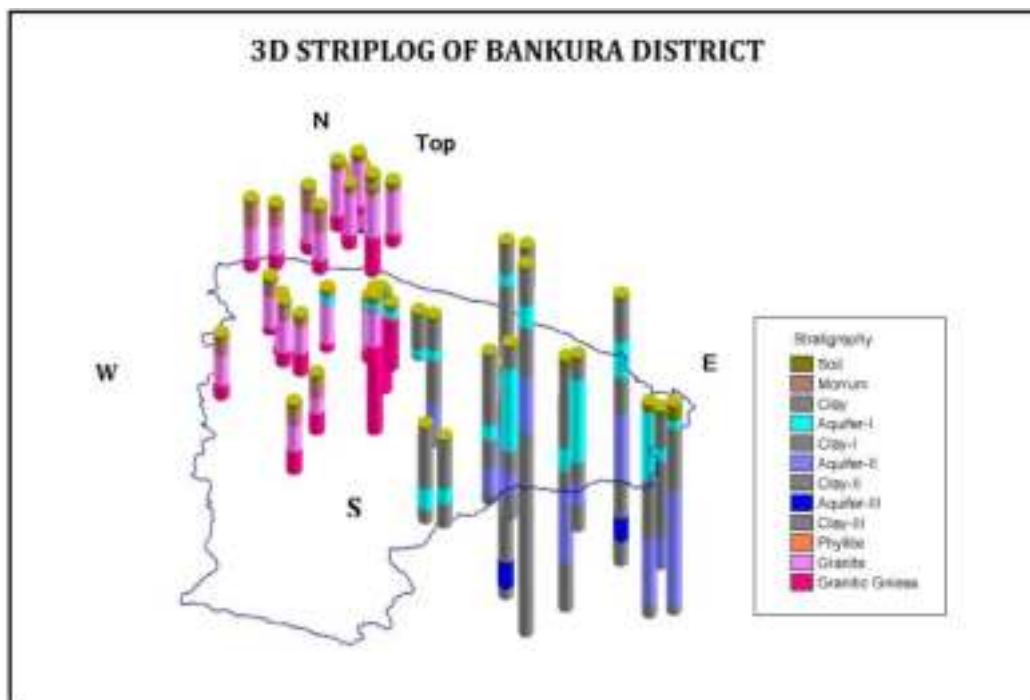 3D STRIPLOG OF BANKURA DISTRICT
N
Top
W
E
S
Stratigraphy
Soil
Morrum
Clay
Aquifer-I
Clay-I
Aquifer-II
Clay-II
Aquifer-III
Clay-III
Phyllite
Granite
Granitic Gniess